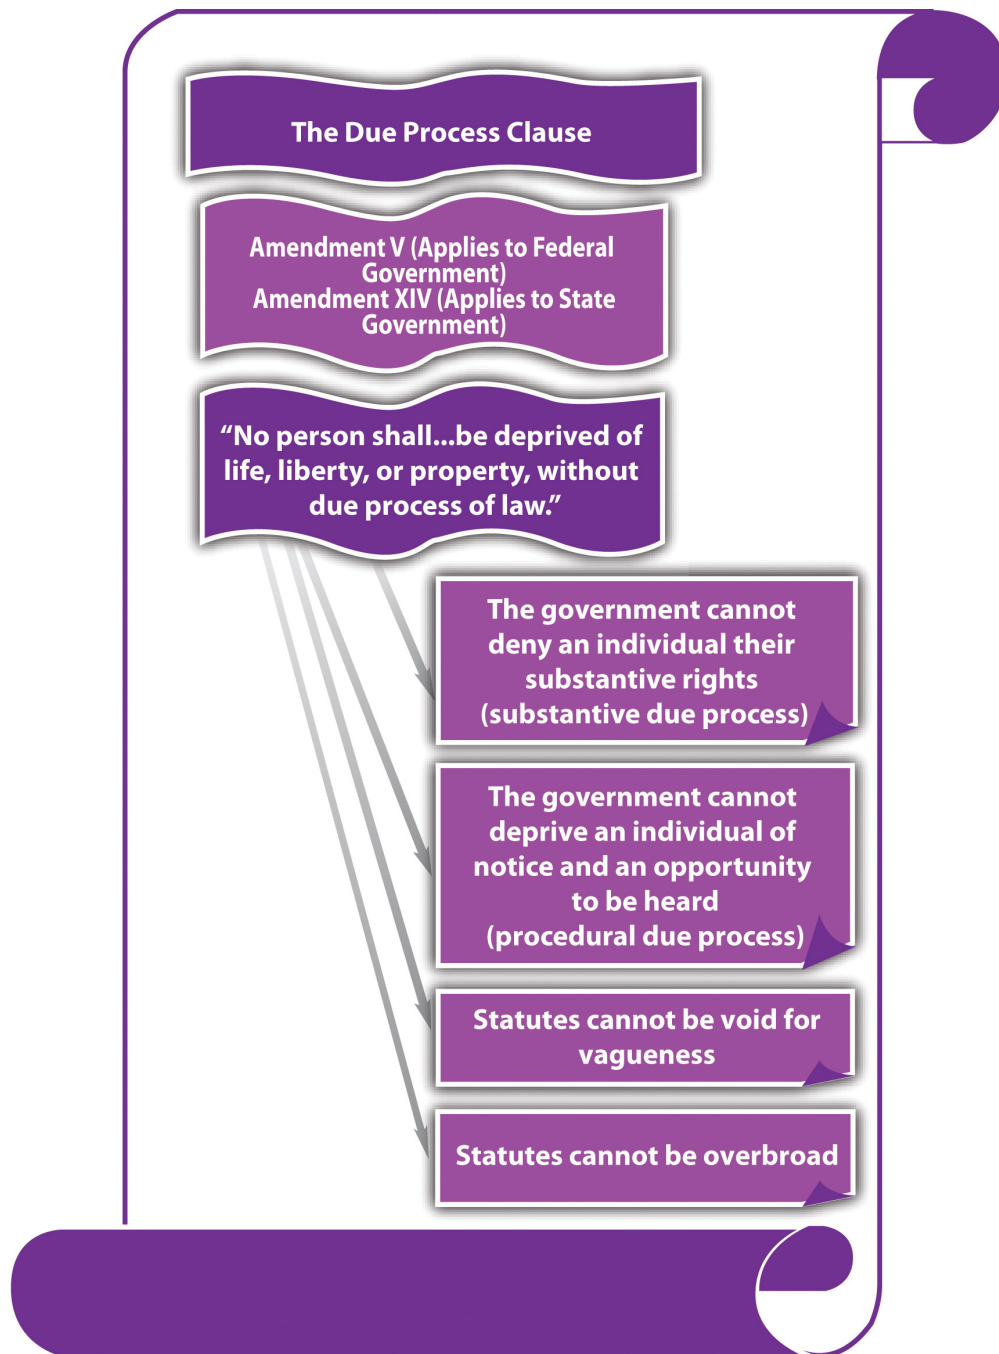 The Due Process Clause
Amendment V (Applies to Federal
Government)
Amendment XIV (Applies to State
Government)
“No person shall...be deprived of
life, liberty, or property, without
due process of law.”
The government cannot
deny an individual their
substantive rights
(substantive due process)
The government cannot
deprive an individual of
notice and an opportunity
to be heard
(procedural due process)
Statutes cannot be void for
vagueness
Statutes cannot be overbroad